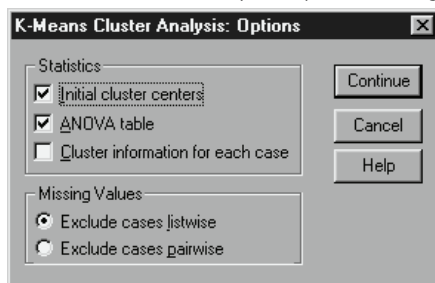 K-Means Cluster Analysis: Options
Statistics
Initial cluster centers
ANOVA table
Cluster information for each case
Missing Values
Exclude cases listwise
Exclude cases pairwise
Continue
Cancel
Help